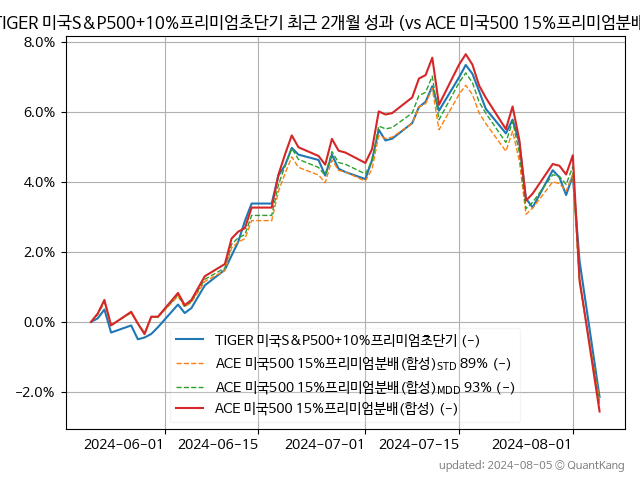 TIGER 미국S&P500+10%프리미엄초단기 최근 2개월 성과 (vs ACE 미국500 15%프리미엄분배
8.0%
6.0%
4.0%
2.0%
0.0%
−2.0%
TIGER 미국S&P500+10%프리미엄초단기 (-)
ACE 미국500 15%프리미엄분배(합성)STD 89% (-)
ACE 미국500 15%프리미엄분배(합성)MDD 93% (-)
ACE 미국500 15%프리미엄분배(합성) (-)
2024-06-01 2024-06-15 2024-07-01 2024-07-15 2024-08-01
updated: 2024-08-05 © QuantKang